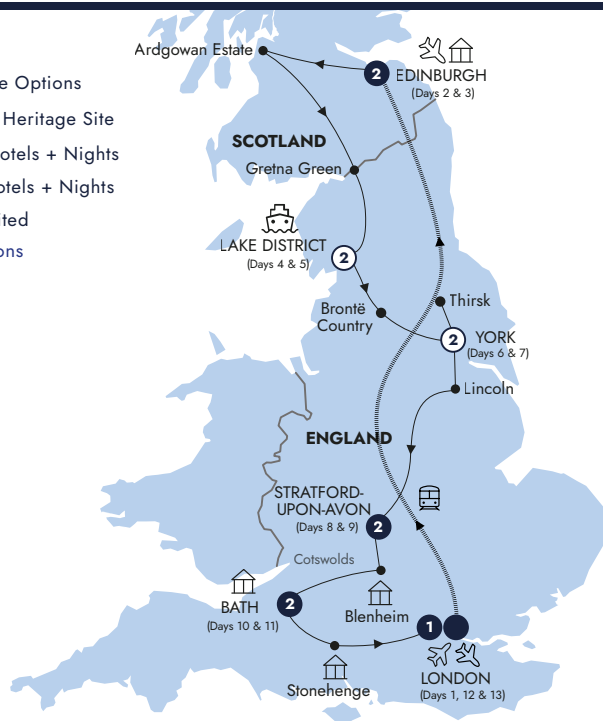 Ardgowan Estate
2
EDINBURGH
(Days 2 & 3)
e Options
Heritage Site
SCOTLAND
otels + Nights
Gretna Green
otels + Nights
ited
LAKE DISTRICT
(Days 4 & 5)
2
ons
Thirsk
Brontë
Country
2
YORK
(Days 6 & 7)
Lincoln
ENGLAND
STRATFORD-
UPON-AVON
(Days 8 & 9)
2
Cotswolds
BATH
(Days 10 & 11)
2
Blenheim
1
Stonehenge
LONDON
(Days 1, 12 & 13)